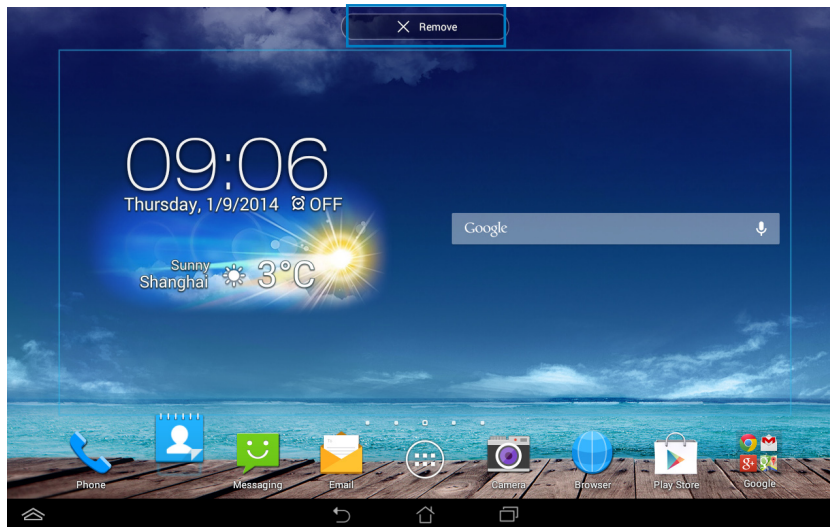 Remove
09:06
Thursday, 1/9/2014 OFF
Google
Sunny
Shanghai
3°C
Phone
Messaging
Email
Camera
Browser
Play Store
Google